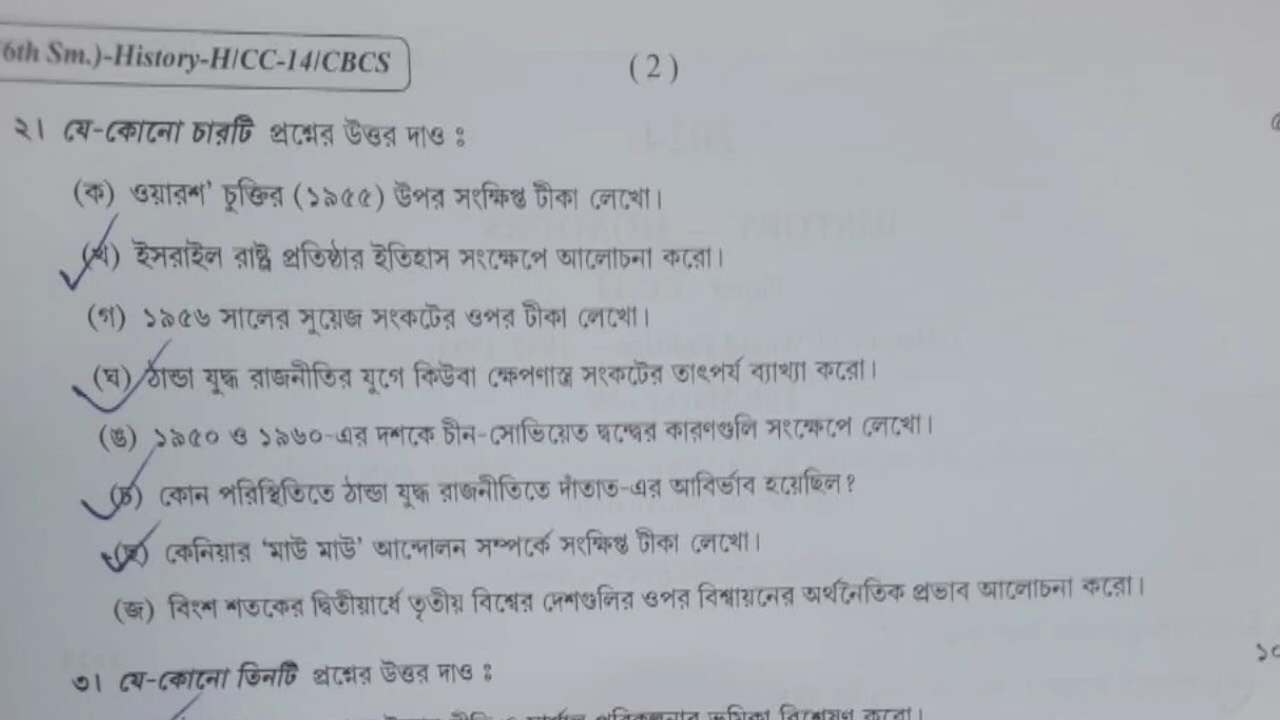 6th Sm.)-History-H/CC-14/CBCS
(2)
২। যে-কোনো চারটি প্রশ্নের উত্তর দাও ঃ
(ক) ওয়ারশ' চুক্তির (১৯৫৫) উপর সংক্ষিপ্ত টীকা লেখো।
(খ) ইসরাইল রাষ্ট্র প্রতিষ্ঠার ইতিহাস সংক্ষেপে আলোচনা করো।
(গ) ১৯৫৬ সালের সুয়েজ সংকটের ওপর টীকা লেখো।
(ঘ) ঠান্ডা যুদ্ধ রাজনীতির যুগে কিউবা ক্ষেপণাস্ত্র সংকটের তাৎপর্য ব্যাখ্যা করো।
(ঙ) ১৯৫০ ও ১৯৬০-এর দশকে চীন-সোভিয়েত দ্বন্দ্বের কারণগুলি সংক্ষেপে লেখো।
(চ) কোন পরিস্থিতিতে ঠান্ডা যুদ্ধ রাজনীতিতে দাঁতাত-এর আবির্ভাব হয়েছিল?
(ছ) কেনিয়ার 'মাউ মাউ' আন্দোলন সম্পর্কে সংক্ষিপ্ত টীকা লেখো।
(জ) বিংশ শতকের দ্বিতীয়ার্ধে তৃতীয় বিশ্বের দেশগুলির ওপর বিশ্বায়নের অর্থনৈতিক প্রভাব আলোচনা করো।
৩। যে-কোনো তিনটি প্রশ্নের উত্তর দাও ঃ